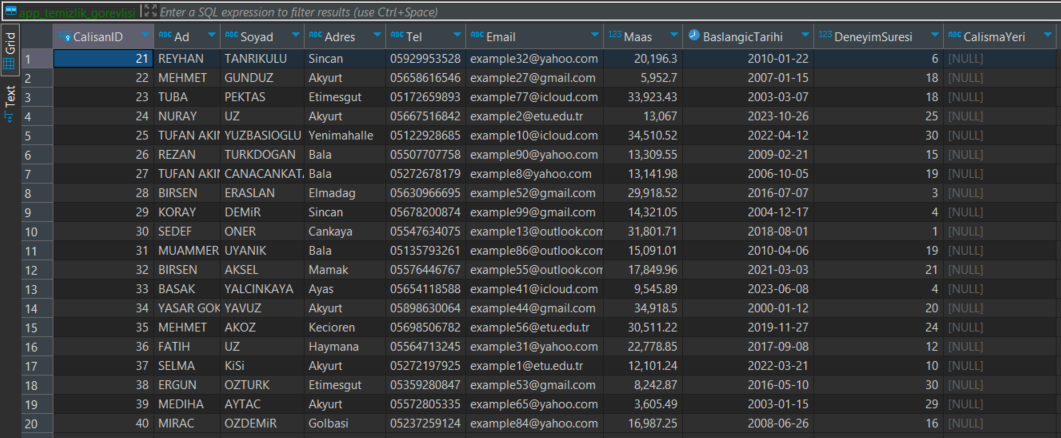 app_temizlik_gorevlisi Enter a SQL expression to filter results (use Ctrl+Space)
Grid
Text
CalisanID Ad Soyad Adres Tel Email 123 Maas BaslangicTarihi 123 DeneyimSuresi CalismaYeri
1 21 REYHAN TANRIKULU Sincan 05929953528 example32@yahoo.com 20,196.3 2010-01-22 6 [NULL]
2 22 MEHMET GUNDUZ Akyurt 05658616546 example27@gmail.com 5,952.7 2007-01-15 18 [NULL]
3 23 TUBA PEKTAS Etimesgut 05172659893 example77@icloud.com 33,923.43 2003-03-07 18 [NULL]
4 24 NURAY UZ Akyurt 05667516842 example2@etu.edu.tr 13,067 2023-10-26 25 [NULL]
5 25 TUFAN AKIN YUZBASIOGLU Yenimahalle 05122928685 example10@icloud.com 34,510.52 2022-04-12 30 [NULL]
6 26 REZAN TURKDOGAN Bala 05507707758 example90@yahoo.com 13,309.55 2009-02-21 15 [NULL]
7 27 TUFAN AKIN CANACANKATA Bala 05272678179 example8@yahoo.com 13,141.98 2006-10-05 19 [NULL]
8 28 BIRSEN ERASLAN Elmadag 05630966695 example52@gmail.com 29,918.52 2016-07-07 3 [NULL]
9 29 KORAY DEMiR Sincan 05678200874 example99@gmail.com 14,321.05 2004-12-17 4 [NULL]
10 30 SEDEF ONER Cankaya 05547634075 example13@outlook.com 31,801.71 2018-08-01 1 [NULL]
11 31 MUAMMER UYANIK Bala 05135793261 example86@outlook.com 15,091.01 2010-04-06 19 [NULL]
12 32 BIRSEN AKSEL Mamak 05576446767 example55@outlook.com 17,849.96 2021-03-03 21 [NULL]
13 33 BASAK YALCINKAYA Ayas 05654118588 example41@icloud.com 9,545.89 2023-06-08 4 [NULL]
14 34 YASAR GOK YAVUZ Akyurt 05898630064 example44@gmail.com 34,918.5 2000-01-12 20 [NULL]
15 35 MEHMET AKOZ Kecioren 05698506782 example56@etu.edu.tr 30,511.22 2019-11-27 24 [NULL]
16 36 FATIH UZ Haymana 05564713245 example31@yahoo.com 22,778.85 2017-09-08 12 [NULL]
17 37 SELMA KiSi Akyurt 05272197925 example1@etu.edu.tr 12,101.24 2022-03-21 10 [NULL]
18 38 ERGUN OZTURK Etimesgut 05359280847 example53@gmail.com 8,242.87 2016-05-10 30 [NULL]
19 39 MEDIHA AYTAC Akyurt 05572805335 example65@yahoo.com 3,605.49 2003-01-15 29 [NULL]
20 40 MIRAC OZDEMiR Golbasi 05237259124 example84@yahoo.com 16,987.25 2008-06-26 16 [NULL]